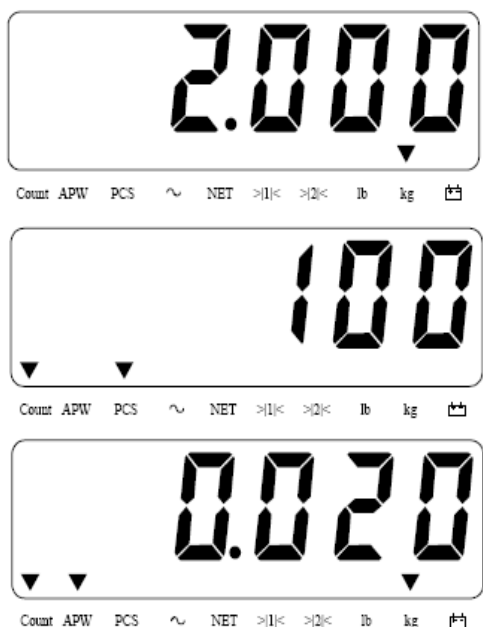 2.000
Count APW PCS ~ NET >|1|< >|2|< lb kg
100
Count APW PCS ~ NET >|1|< >|2|< lb kg
0.020
Count APW PCS ~ NET >|1|< >|2|< lb kg